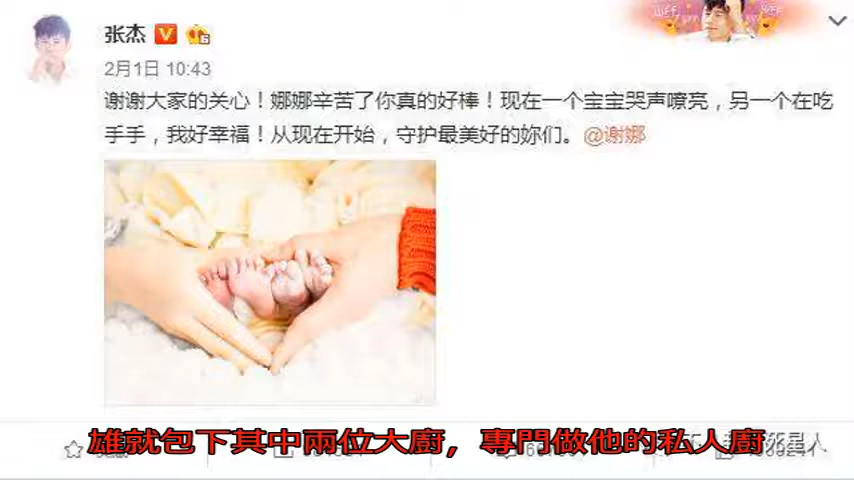 张杰
2月1日 10:43
谢谢大家的关心！娜娜辛苦了你真的好棒！现在一个宝宝哭声嘹亮，另一个在吃
手手，我好幸福！从现在开始，守护最美好的妳们。@谢娜
雄就包下其中兩位大廚，專門做他的私人廚